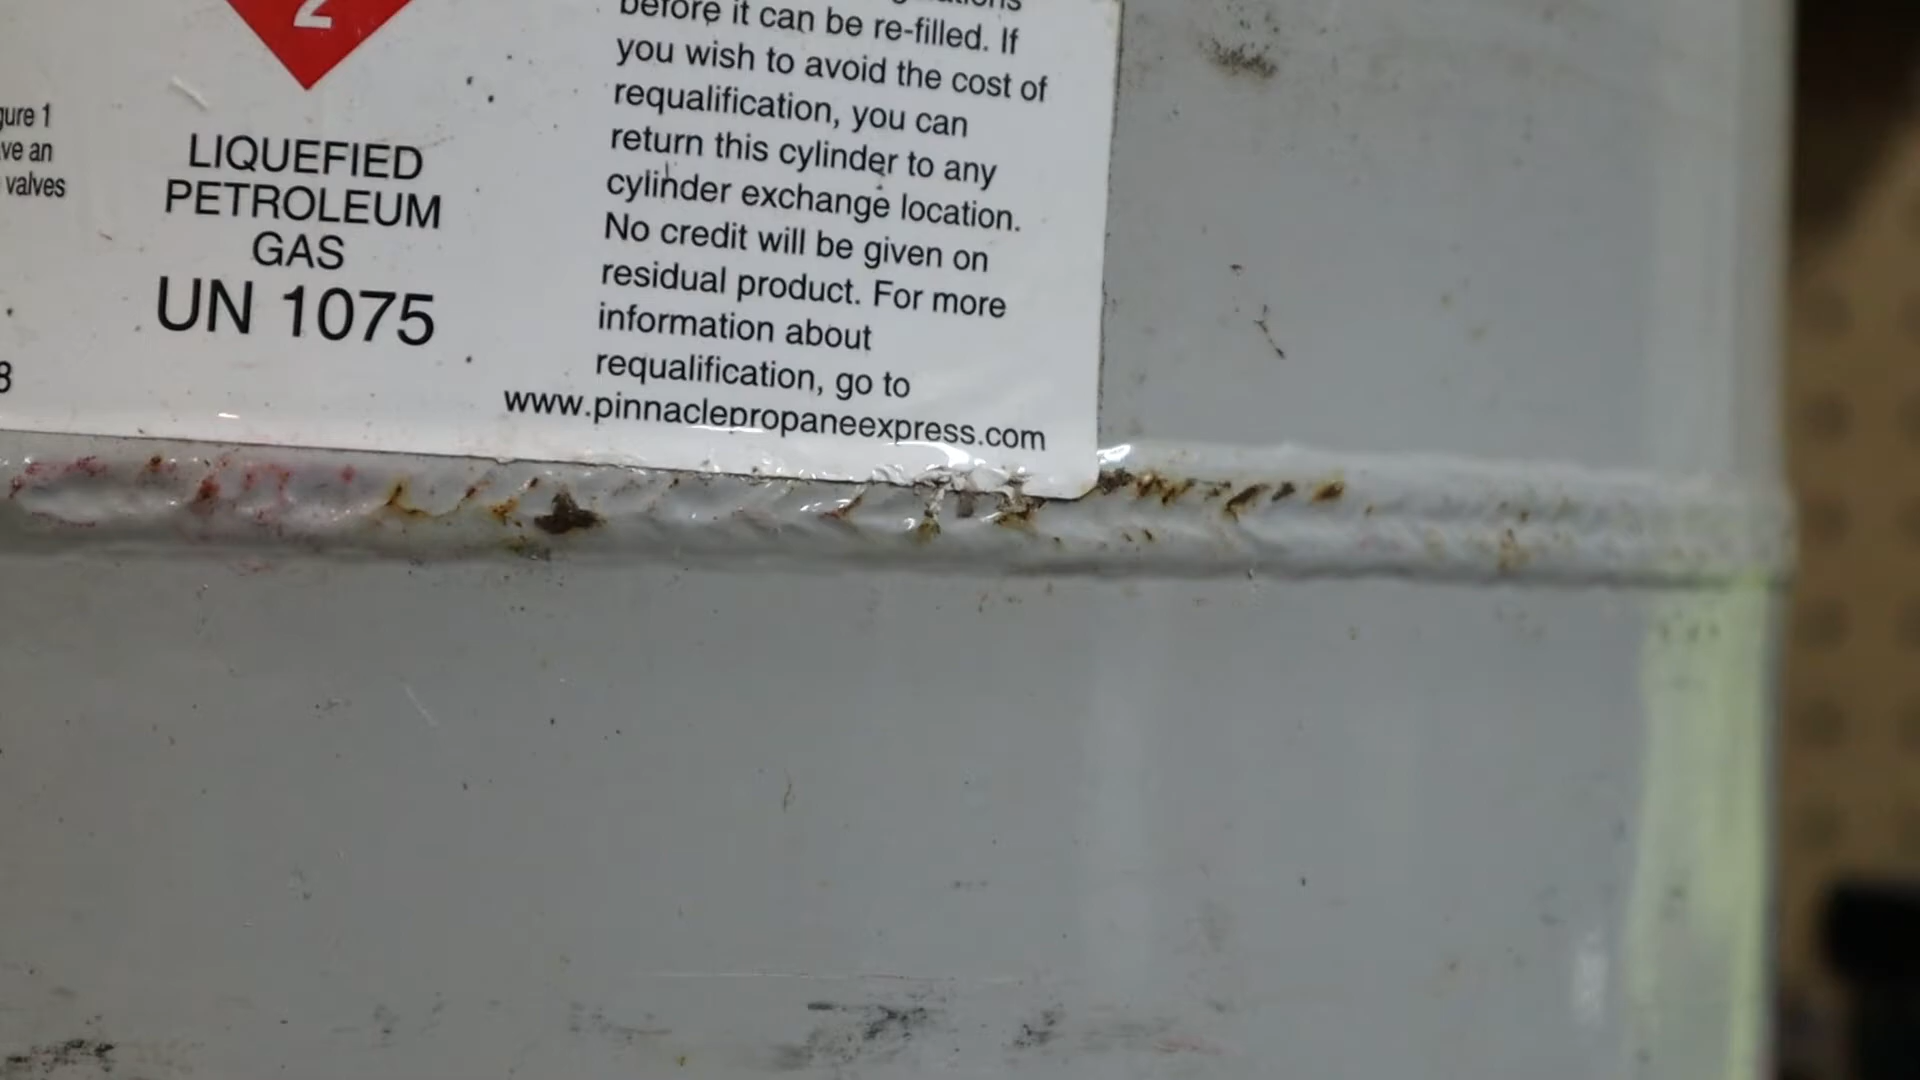 2
gure 1
ve an
valves
LIQUEFIED
PETROLEUM
GAS
UN 1075
8
before it can be re-filled. If
you wish to avoid the cost of
requalification, you can
return this cylinder to any
cylinder exchange location.
No credit will be given on
residual product. For more
information about
requalification, go to
www.pinnaclepropaneexpress.com